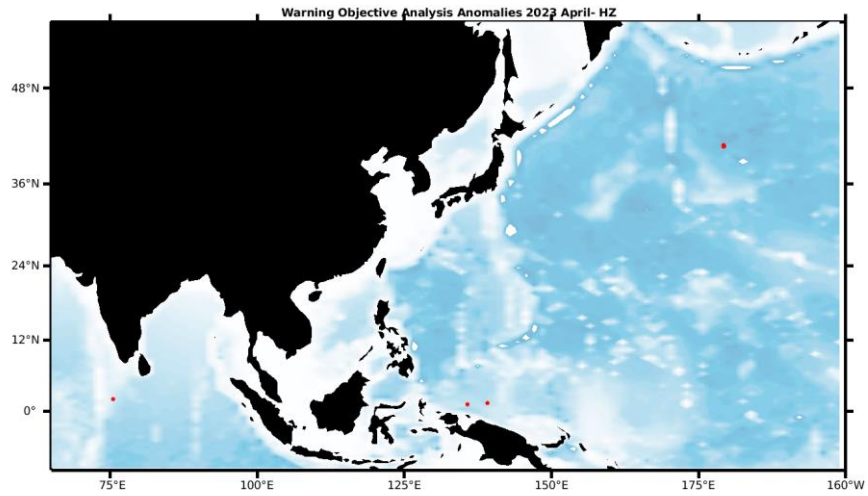 Warning Objective Analysis Anomalies 2023 April- HZ
48°N
36°N
24°N
12°N
0°
75°E
100°E
125°E
150°E
175°E
160°W